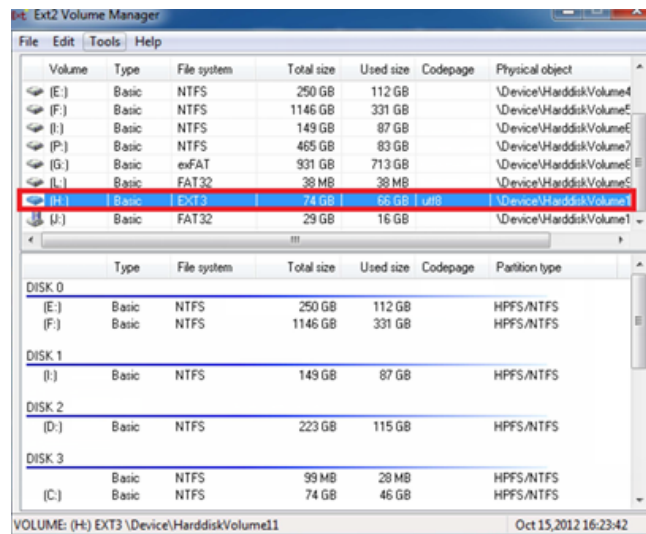 Ext2 Volume Manager
File Edit Tools Help
Volume Type File system Total size Used size Codepage Physical object
(E:) Basic NTFS 250 GB 112 GB \Device\HarddiskVolume4
(F:) Basic NTFS 1146 GB 331 GB \Device\HarddiskVolume5
(I:) Basic NTFS 149 GB 87 GB \Device\HarddiskVolume6
(P:) Basic NTFS 465 GB 83 GB \Device\HarddiskVolume7
(G:) Basic exFAT 931 GB 713 GB \Device\HarddiskVolume8
(L:) Basic FAT32 38 MB 38 MB \Device\HarddiskVolume9
(H:) Basic EXT3 74 GB 66 GB utf8 \Device\HarddiskVolume1
(J:) Basic FAT32 29 GB 16 GB \Device\HarddiskVolume1
Type File system Total size Used size Codepage Partition type
DISK 0
(E:) Basic NTFS 250 GB 112 GB HPFS/NTFS
(F:) Basic NTFS 1146 GB 331 GB HPFS/NTFS
DISK 1
(I:) Basic NTFS 149 GB 87 GB HPFS/NTFS
DISK 2
(D:) Basic NTFS 223 GB 115 GB HPFS/NTFS
DISK 3
Basic NTFS 99 MB 28 MB HPFS/NTFS
(C:) Basic NTFS 74 GB 46 GB HPFS/NTFS
VOLUME: (H:) EXT3 \Device\HarddiskVolume11 Oct 15,2012 16:23:42